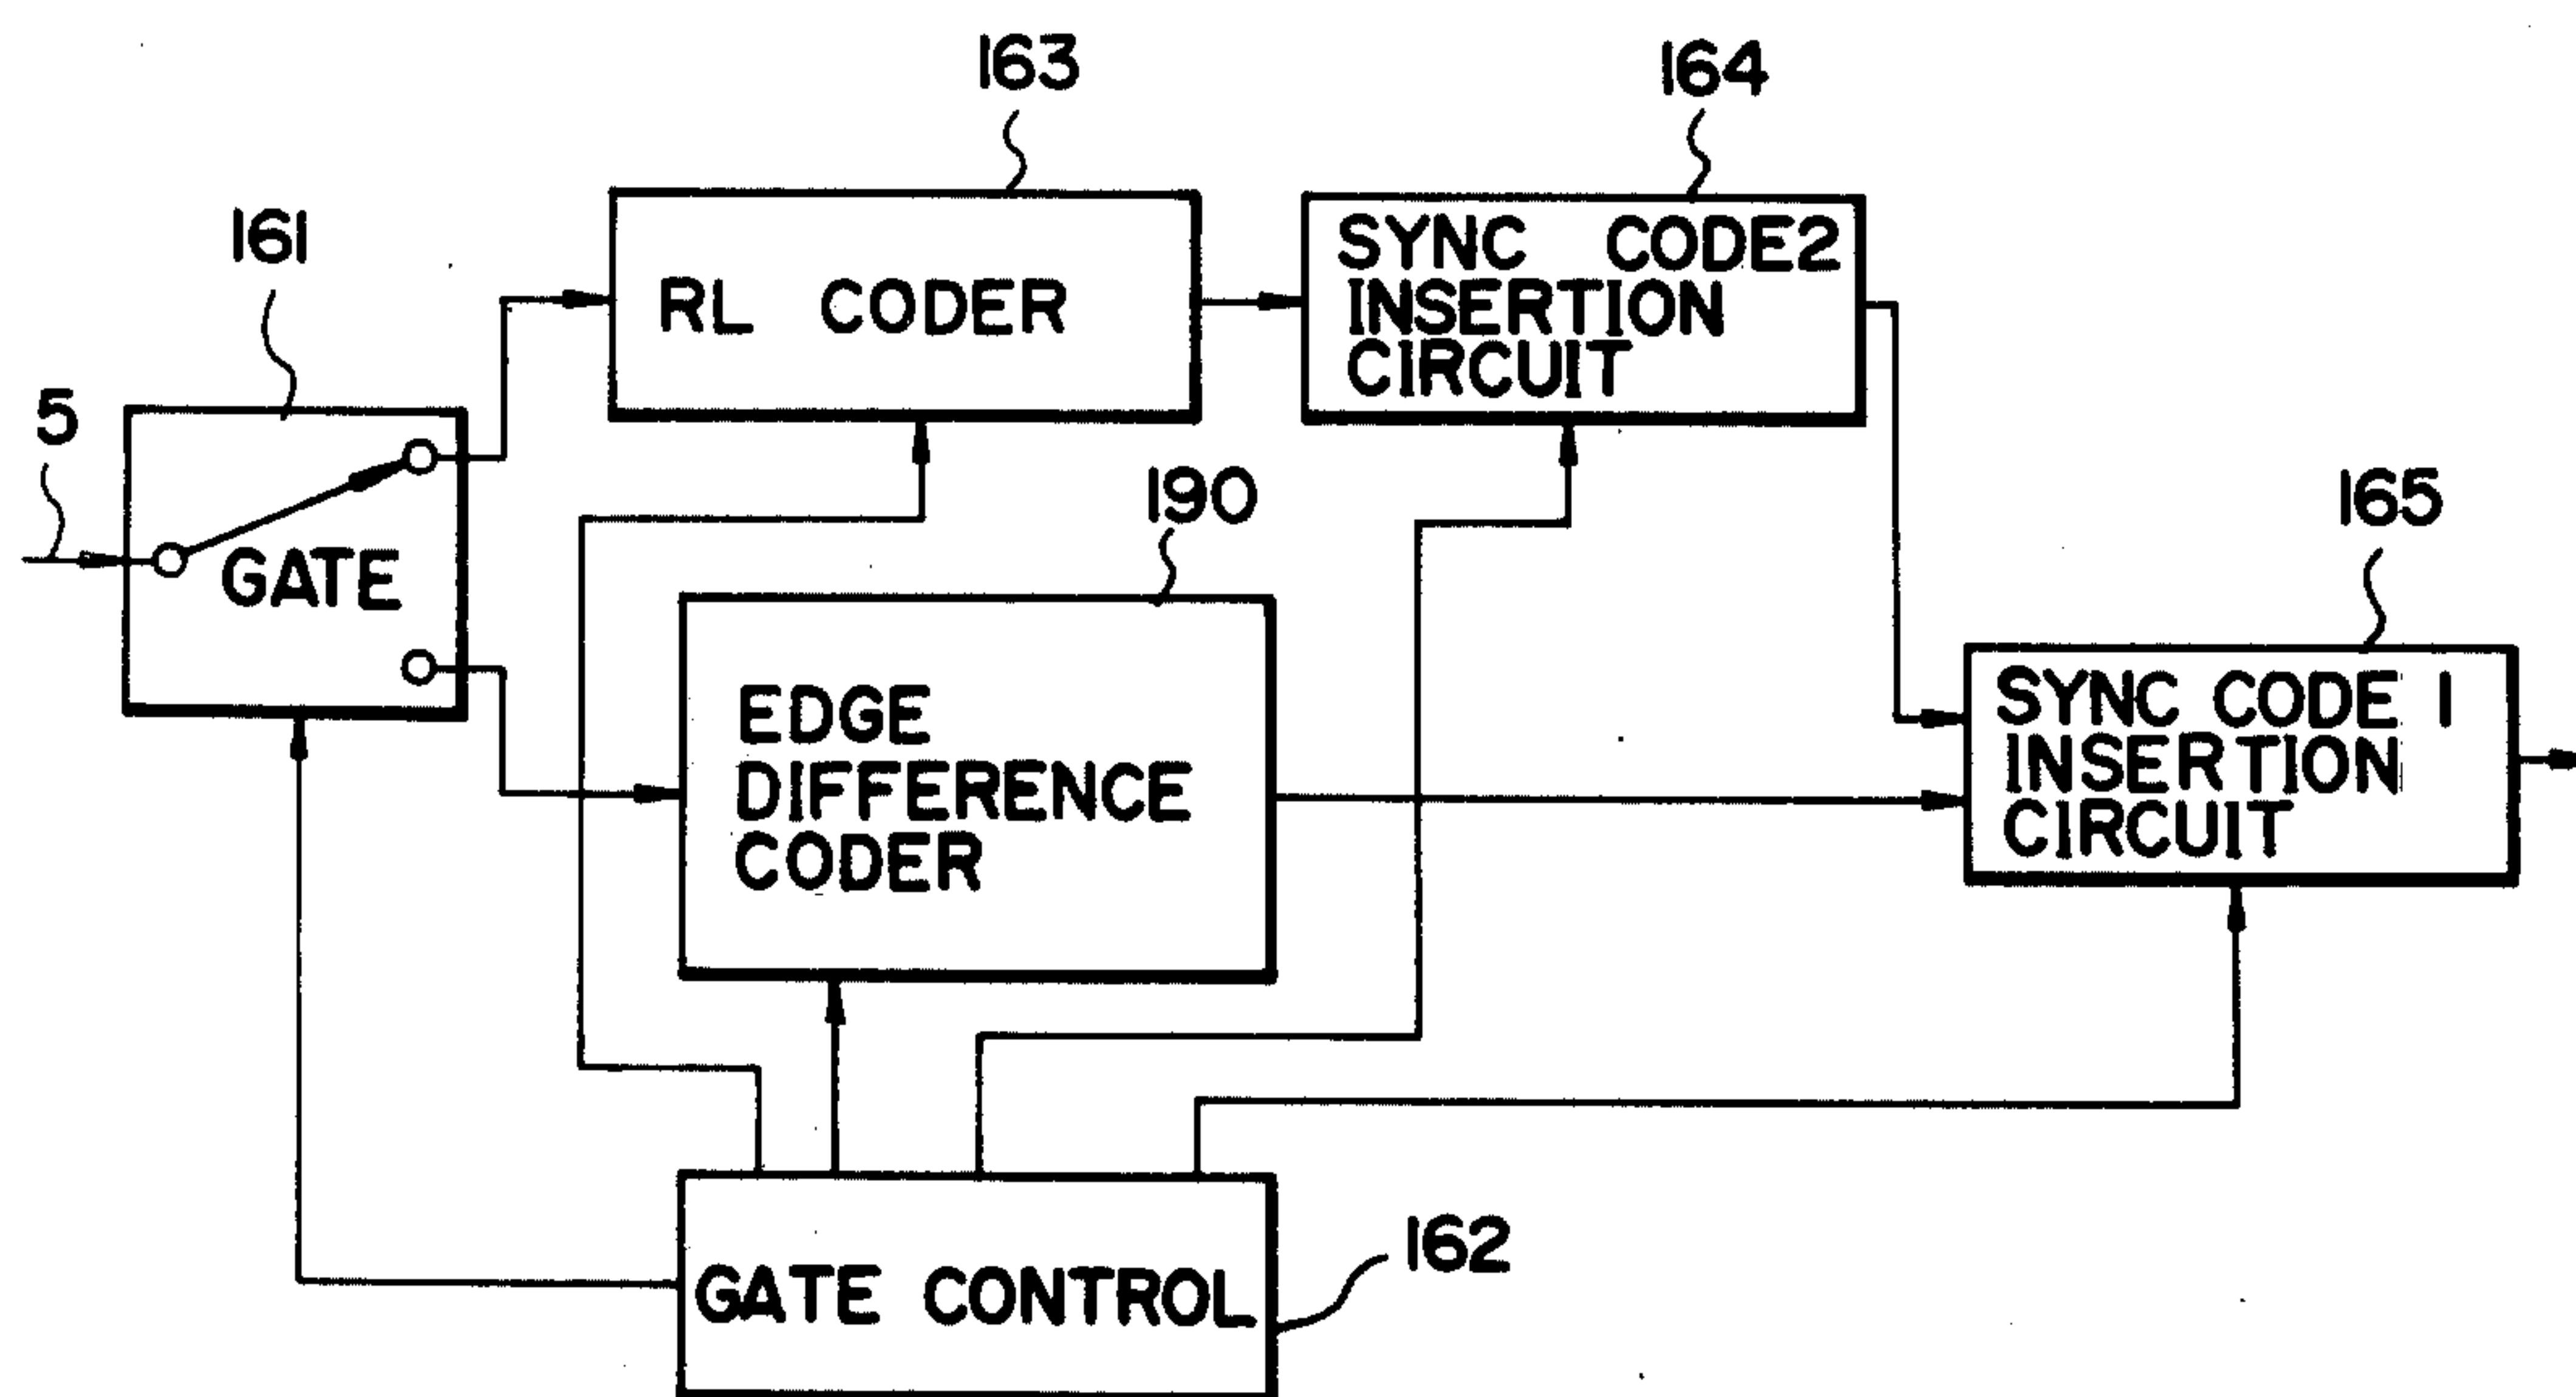 163
164
161
SYNC CODE2
INSERTION
CIRCUIT
RL CODER
5
GATE
190
165
EDGE
DIFFERENCE
CODER
SYNC CODE 1
INSERTION
CIRCUIT
162
GATE CONTROL